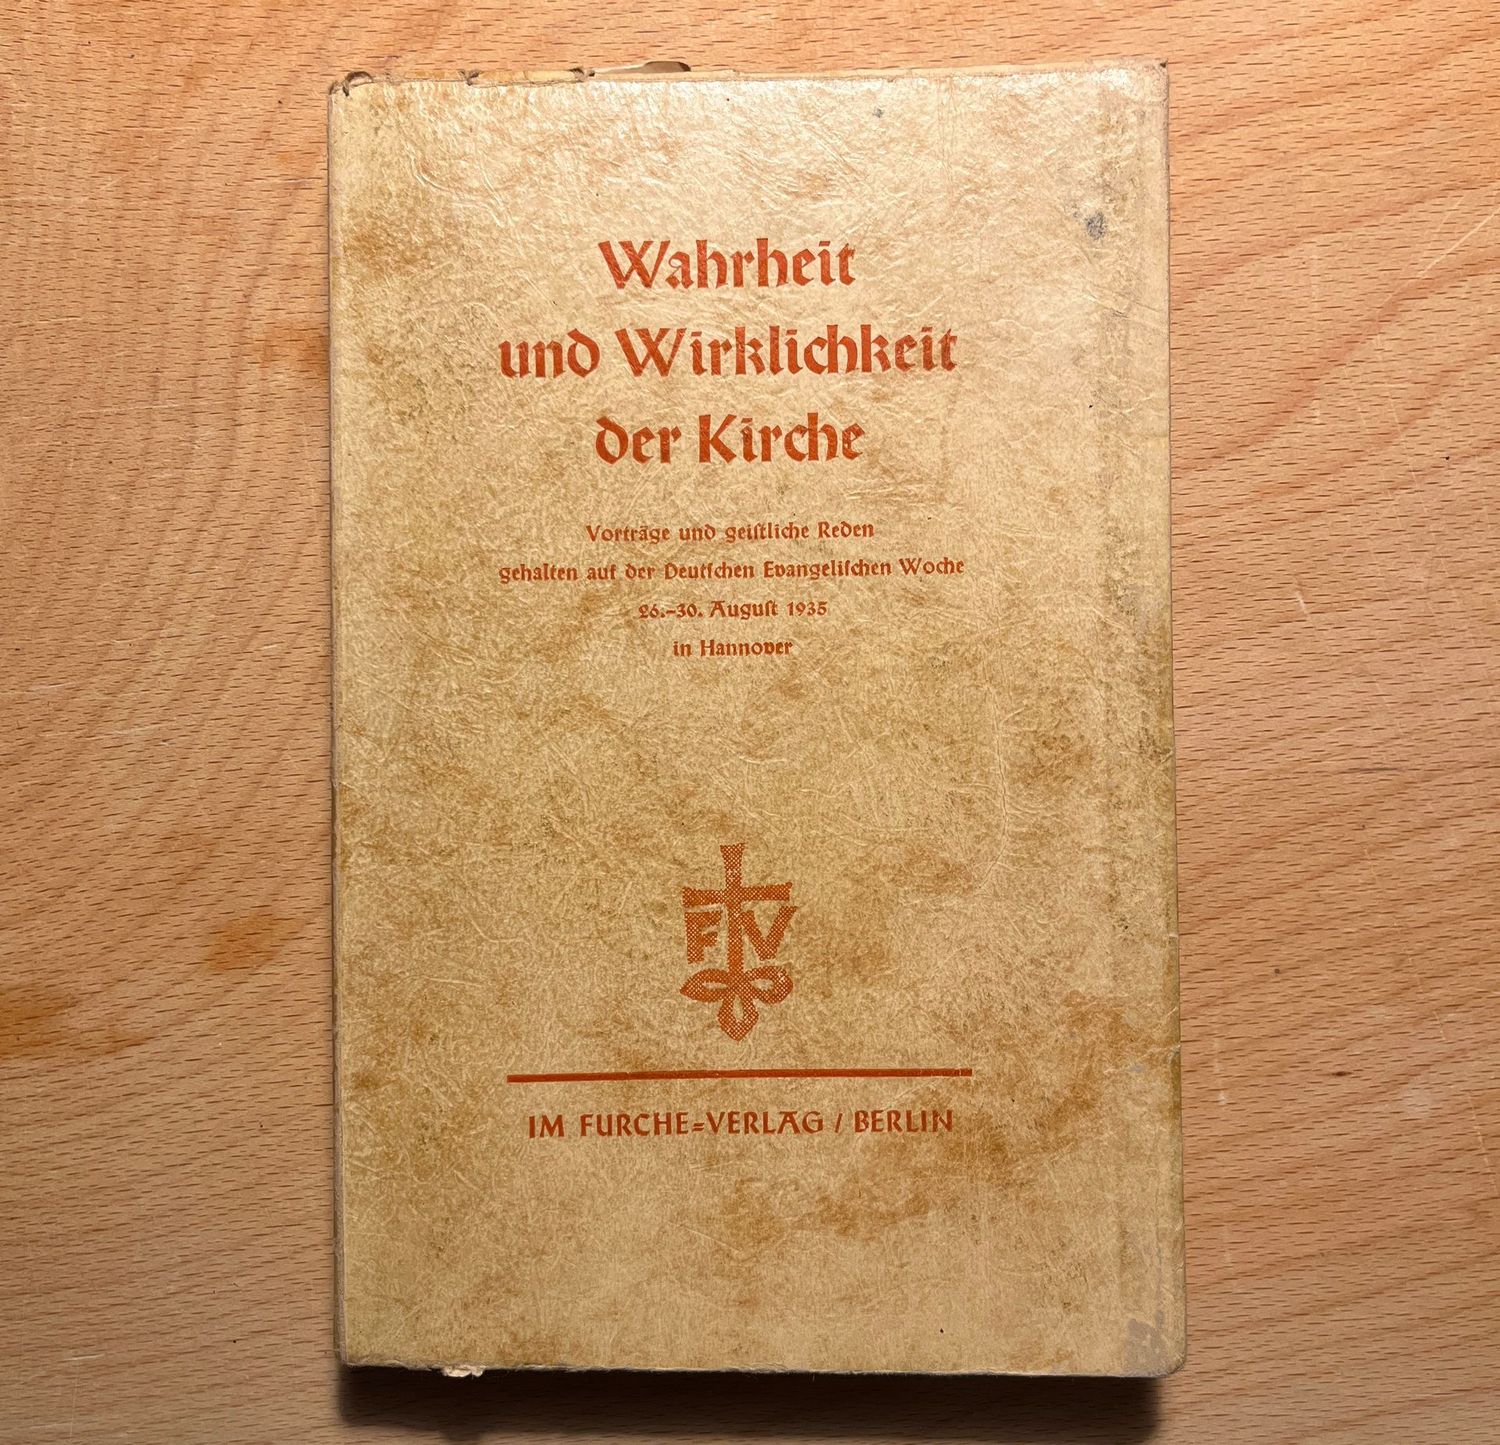 Wahrheit
und Wirklichkeit
der Kirche
Vorträge und geiſtliche Reden
gehalten auf der Deutſchen Evangeliſchen Woche
26.–30. Auguſt 1935
in Hannover
FV
IM FURCHE=VERLAG / BERLIN